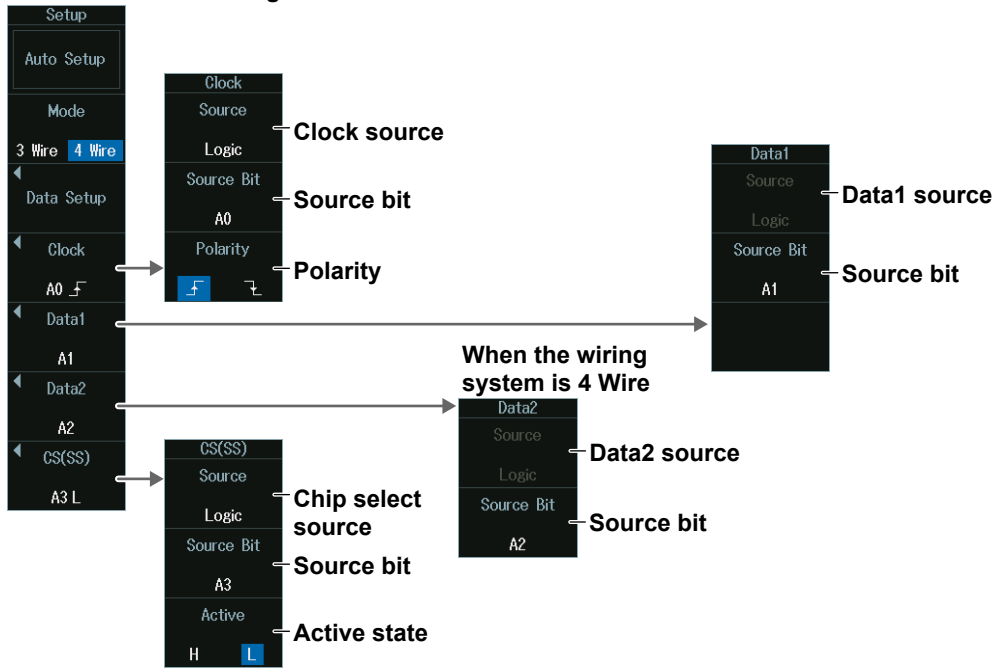 Setup
Auto Setup
Mode
3 Wire 4 Wire
Data Setup
Clock
A0
Data1
A1
Data2
A2
CS(SS)
A3 L
Clock
Source
Logic
Source Bit
A0
Polarity
Clock source
Source bit
Polarity
Data1
Source
Logic
Source Bit
A1
Data1 source
Source bit
When the wiring
system is 4 Wire
Data2
Source
Logic
Source Bit
A2
Data2 source
Source bit
CS(SS)
Source
Logic
Source Bit
A3
Active
H L
Chip select
source
Source bit
Active state